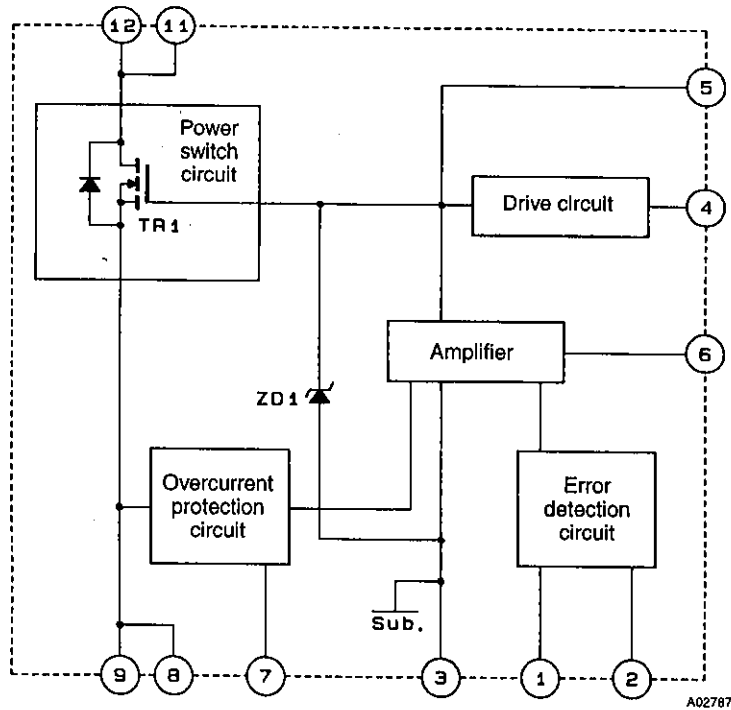 12 11
5
Power
switch
circuit
TR1
Drive circuit
4
Amplifier
6
ZD1
Overcurrent
protection
circuit
Error
detection
circuit
Sub.
9 8 7 3 1 2
A02787